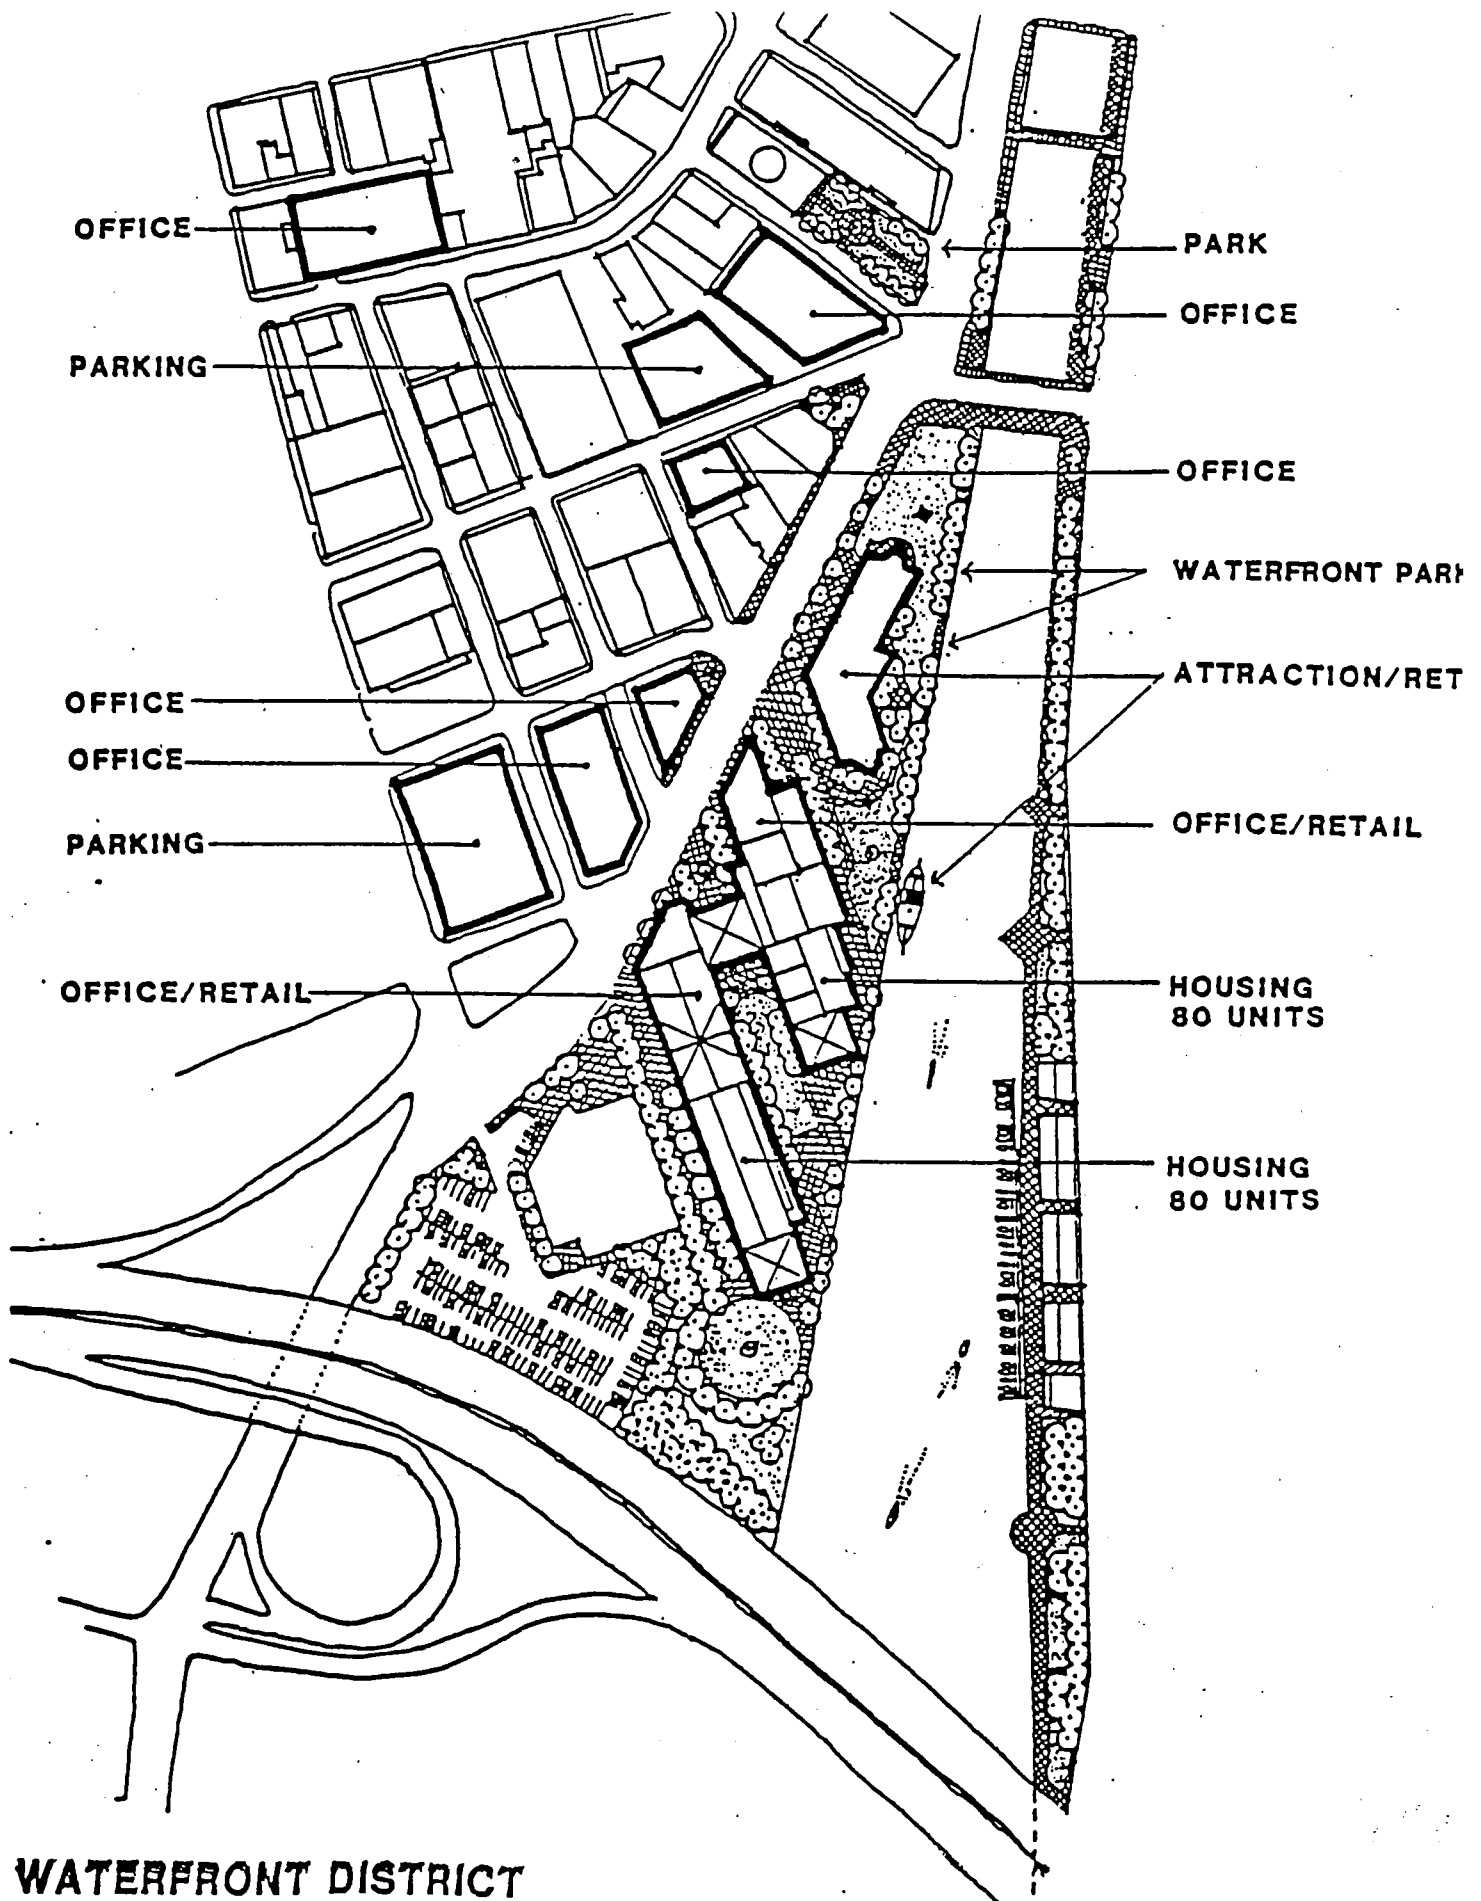 OFFICE
PARK
OFFICE
PARKING
OFFICE
WATERFRONT PARK
ATTRACTION/RET
OFFICE
OFFICE
OFFICE/RETAIL
PARKING
OFFICE/RETAIL
HOUSING
80 UNITS
HOUSING
80 UNITS
WATERFRONT DISTRICT